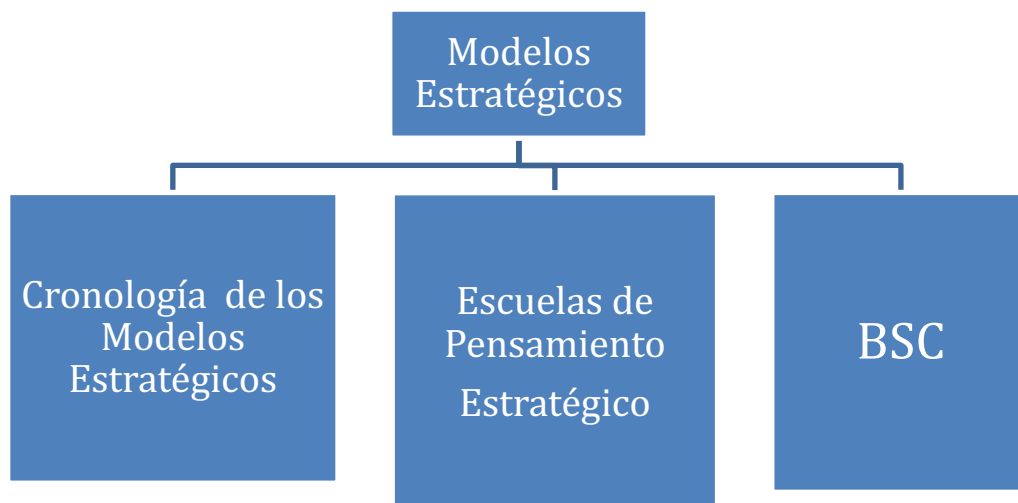 Modelos
Estratégicos
Cronología de los
Modelos
Estratégicos
Escuelas de
Pensamiento
Estratégico
BSC